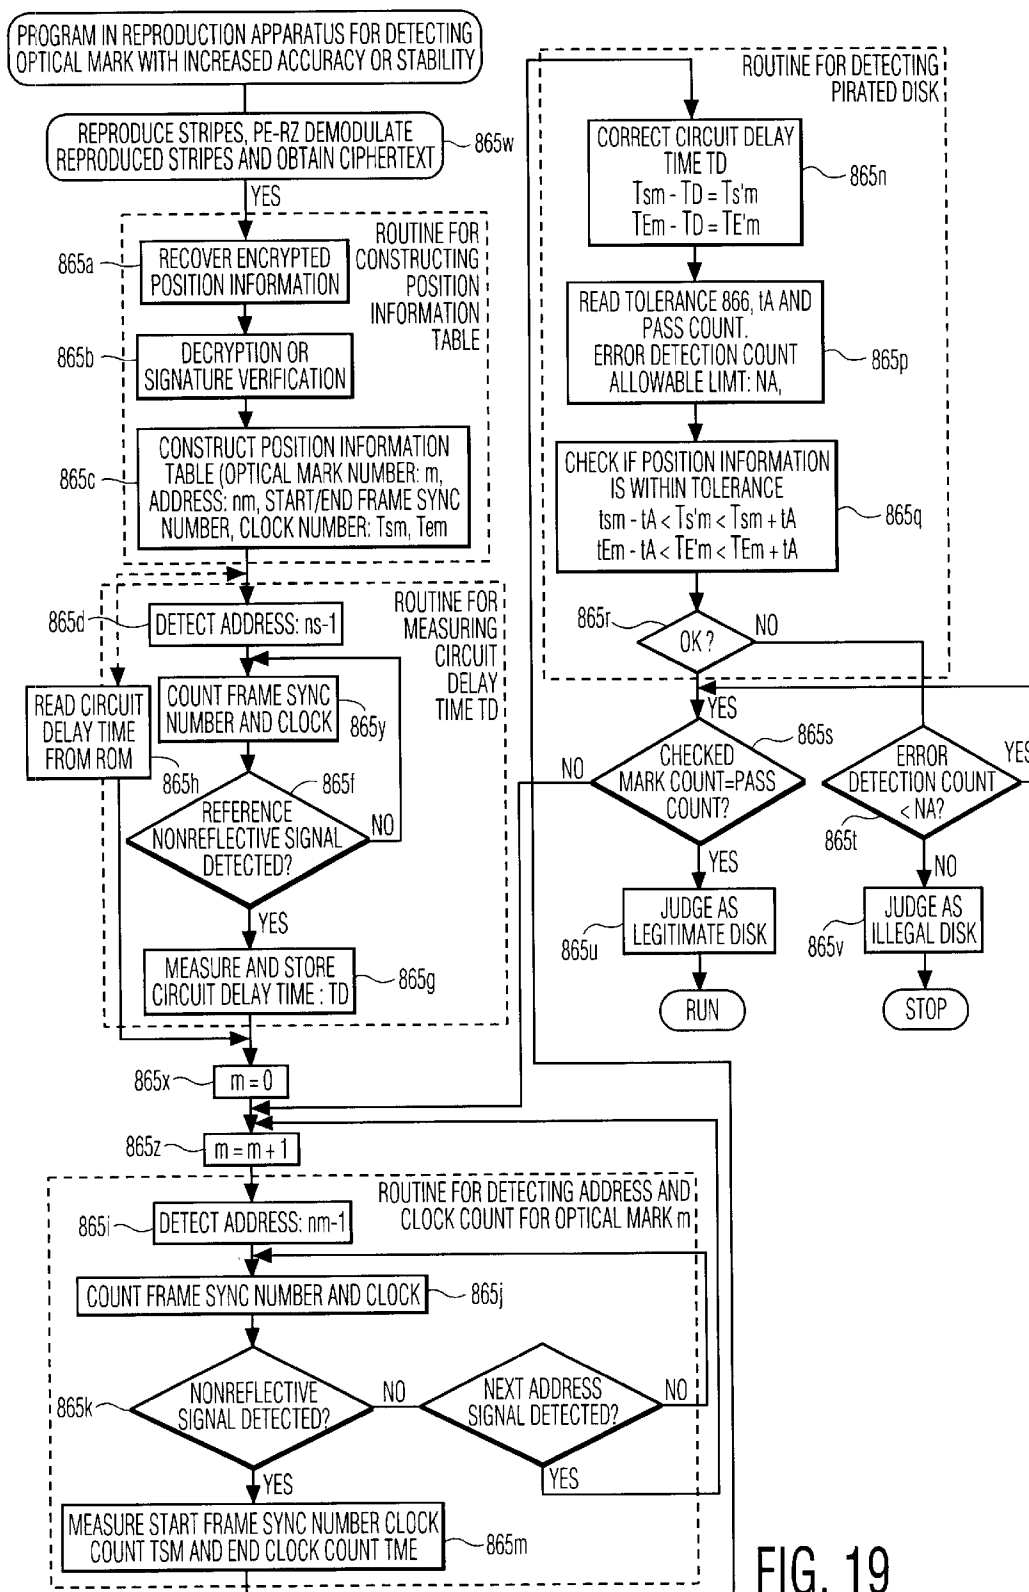 PROGRAM IN REPRODUCTION APPARATUS FOR DETECTING
OPTICAL MARK WITH INCREASED ACCURACY OR STABILITY
REPRODUCE STRIPES, PE-RZ DEMODULATE
REPRODUCED STRIPES AND OBTAIN CIPHERTEXT
865w
YES
ROUTINE FOR
CONSTRUCTING
POSITION
INFORMATION
TABLE
865a
RECOVER ENCRYPTED
POSITION INFORMATION
865b
DECRYPTION OR
SIGNATURE VERIFICATION
865c
CONSTRUCT POSITION INFORMATION
TABLE (OPTICAL MARK NUMBER: m,
ADDRESS: nm, START/END FRAME SYNC
NUMBER, CLOCK NUMBER: Tsm, Tem
ROUTINE FOR
MEASURING
CIRCUIT
DELAY
TIME TD
865d
DETECT ADDRESS: ns-1
COUNT FRAME SYNC
NUMBER AND CLOCK
865y
READ CIRCUIT
DELAY TIME
FROM ROM
865h
865f
REFERENCE
NONREFLECTIVE SIGNAL
DETECTED?
NO
YES
MEASURE AND STORE
CIRCUIT DELAY TIME : TD
865g
865x
m = 0
865z
m = m + 1
ROUTINE FOR DETECTING ADDRESS AND
CLOCK COUNT FOR OPTICAL MARK m
865i
DETECT ADDRESS: nm-1
COUNT FRAME SYNC NUMBER AND CLOCK
865j
865k
NONREFLECTIVE
SIGNAL DETECTED?
NO
NEXT ADDRESS
SIGNAL DETECTED?
NO
YES
YES
MEASURE START FRAME SYNC NUMBER CLOCK
COUNT TSM AND END CLOCK COUNT TME
865m
ROUTINE FOR DETECTING
PIRATED DISK
CORRECT CIRCUIT DELAY
TIME TD
Tsm - TD = Ts'm
TEm - TD = TE'm
865n
READ TOLERANCE 866, tA AND
PASS COUNT.
ERROR DETECTION COUNT
ALLOWABLE LIMT: NA,
865p
CHECK IF POSITION INFORMATION
IS WITHIN TOLERANCE
tsm - tA < Ts'm < Tsm + tA
tEm - tA < TE'm < TEm + tA
865q
865r
OK?
NO
YES
865s
CHECKED
MARK COUNT=PASS
COUNT?
NO
YES
ERROR
DETECTION COUNT
< NA?
865t
YES
NO
JUDGE AS
LEGITIMATE DISK
865u
JUDGE AS
ILLEGAL DISK
865v
RUN
STOP
FIG. 19